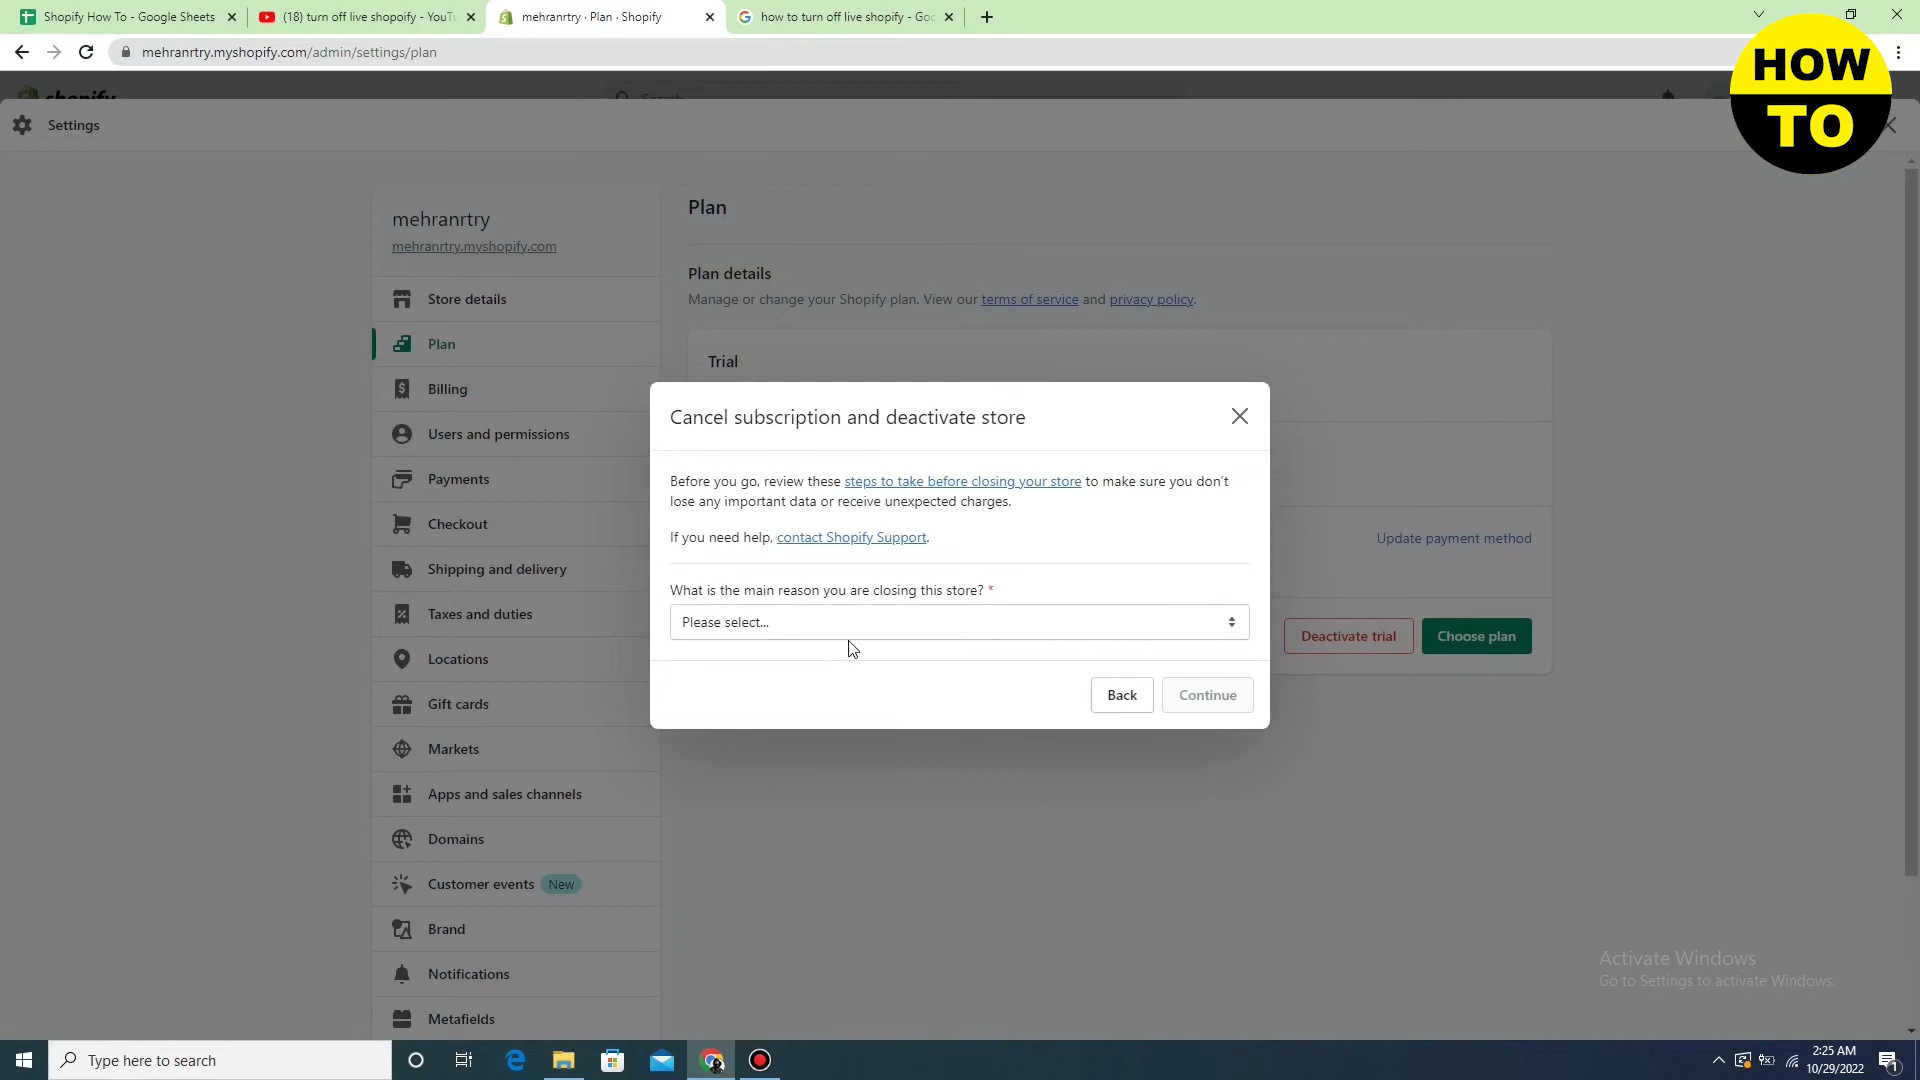 Shopify How To - Google Sheets
(18) turn off live shopoify - YouTu
mehranrtry · Plan · Shopify
how to turn off live shopify - Goo
mehranrtry.myshopify.com/admin/settings/plan
HOW
TO
shopify
Search
Settings
mehranrtry
mehranrtry.myshopify.com
Store details
Plan
Billing
Users and permissions
Payments
Checkout
Shipping and delivery
Taxes and duties
Locations
Gift cards
Markets
Apps and sales channels
Domains
Customer events New
Brand
Notifications
Metafields
Plan
Plan details
Manage or change your Shopify plan. View our terms of service and privacy policy.
Trial
Update payment method
Deactivate trial
Choose plan
Cancel subscription and deactivate store
Before you go, review these steps to take before closing your store to make sure you don't
lose any important data or receive unexpected charges.
If you need help, contact Shopify Support.
What is the main reason you are closing this store? *
Please select...
Back
Continue
Activate Windows
Go to Settings to activate Windows.
Type here to search
2:25 AM
10/29/2022
1